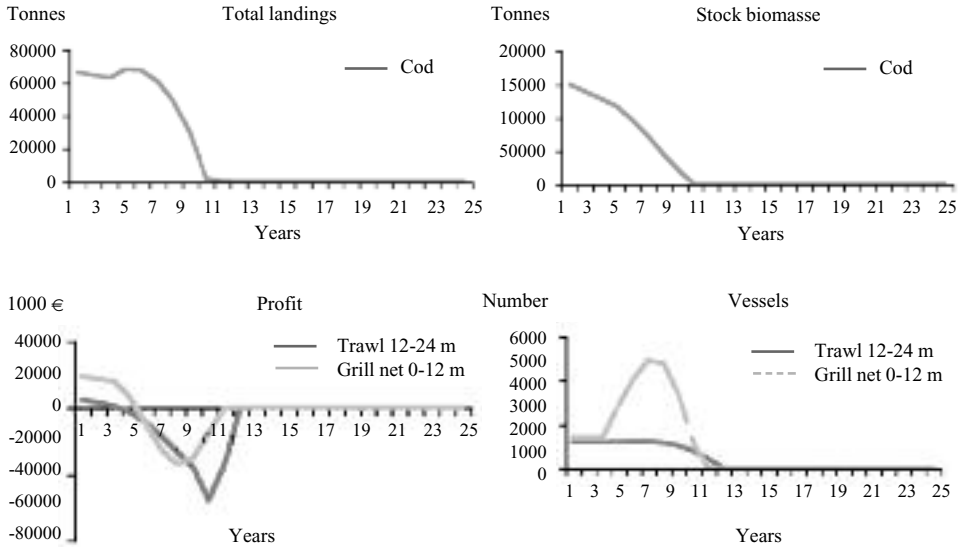 Tonnes Total landings
80000
60000
40000
20000
0
Cod
1 3 5 7 9 11 13 15 17 19 21 23 25
Years
Tonnes Stock biomasse
20000
15000
10000
50000
0
Cod
1 3 5 7 9 11 13 15 17 19 21 23 25
Years
1000 € Profit
40000
20000
0
-20000
-40000
-60000
-80000
Trawl 12-24 m
Grill net 0-12 m
1 3 5 7 9 11 13 15 17 19 21 23 25
Years
Number Vessels
6000
5000
4000
3000
2000
1000
0
Trawl 12-24 m
Grill net 0-12 m
1 3 5 7 9 11 13 15 17 19 21 23 25
Years